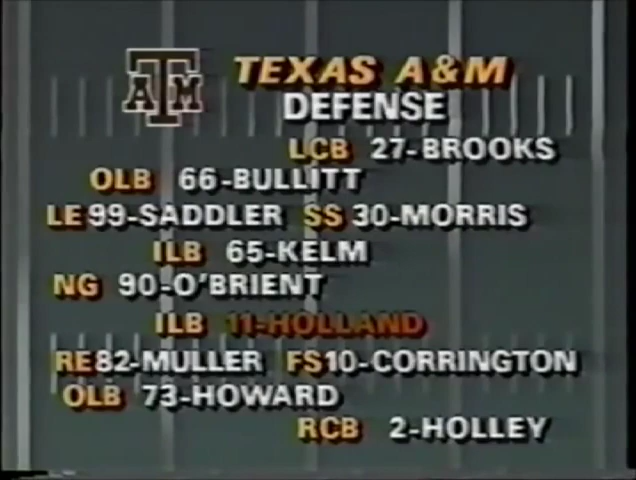 ATM TEXAS A&M
DEFENSE
LCB 27-BROOKS
OLB 66-BULLITT
LE 99-SADDLER SS 30-MORRIS
ILB 65-KELM
NG 90-O'BRIENT
ILB 11-HOLLAND
RE 82-MULLER FS 10-CORRINGTON
OLB 73-HOWARD
RCB 2-HOLLEY